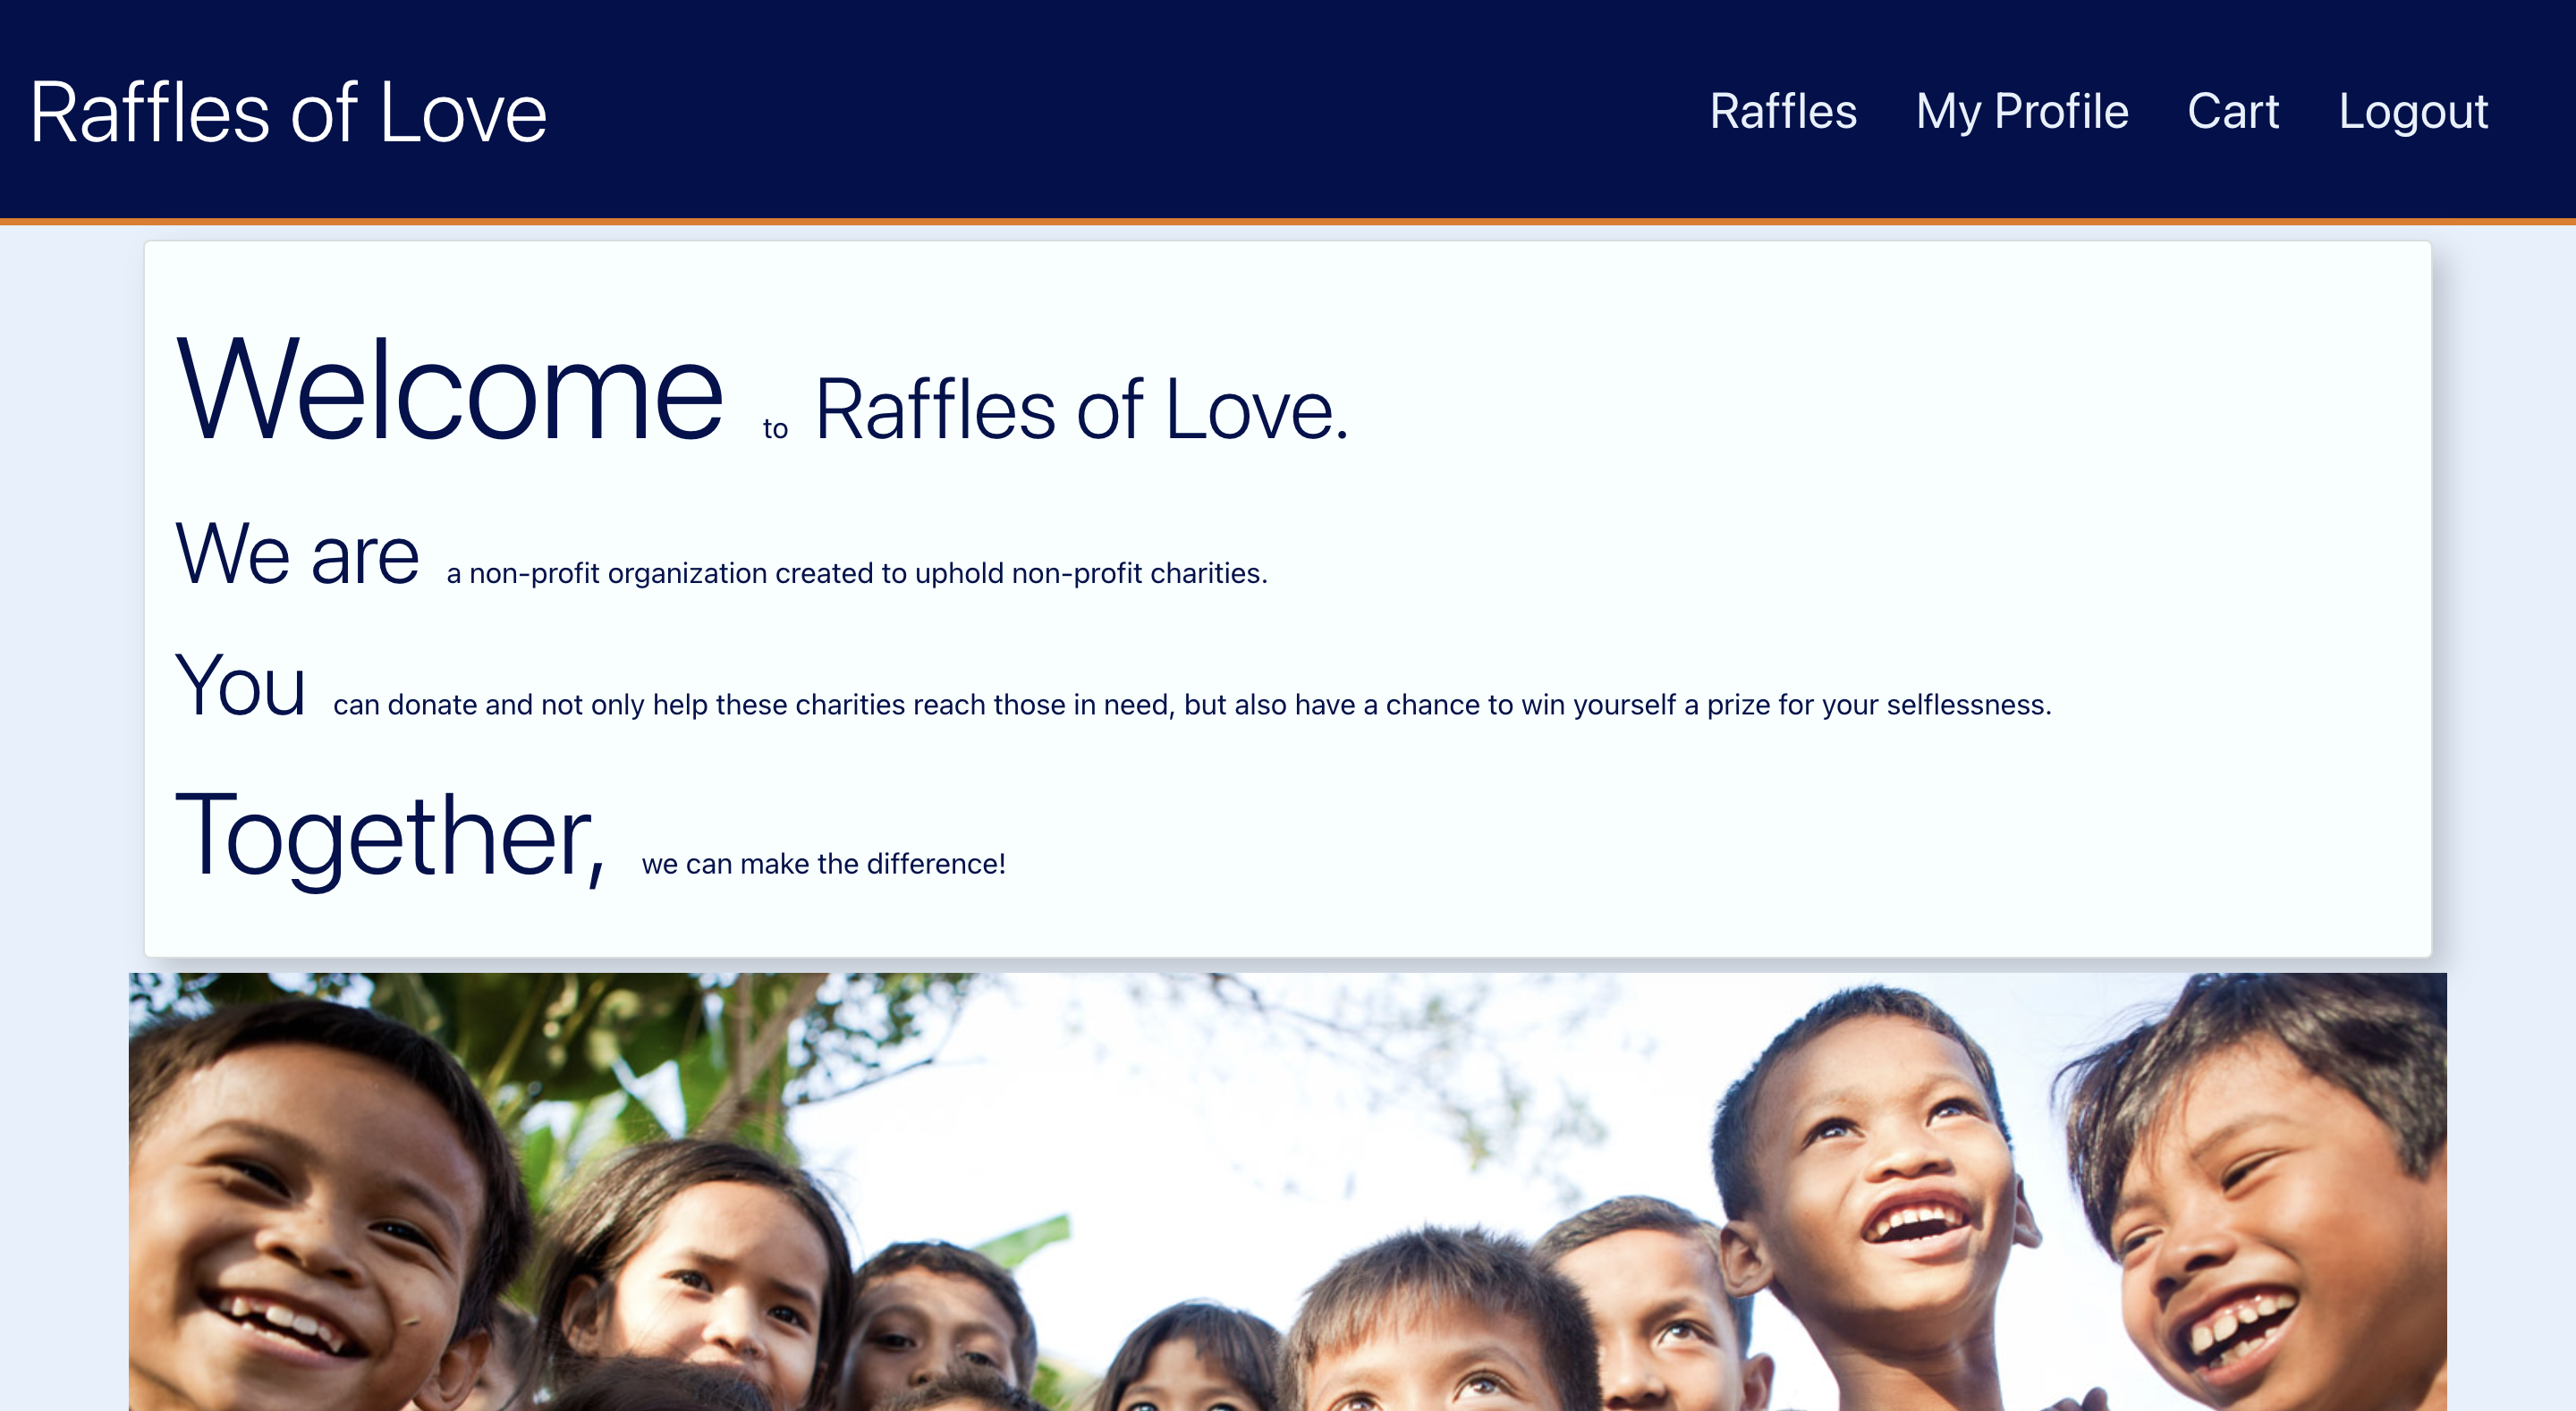 Raffles of Love
Raffles My Profile Cart Logout
Welcome to Raffles of Love.
We are a non-profit organization created to uphold non-profit charities.
You can donate and not only help these charities reach those in need, but also have a chance to win yourself a prize for your selflessness.
Together, we can make the difference!